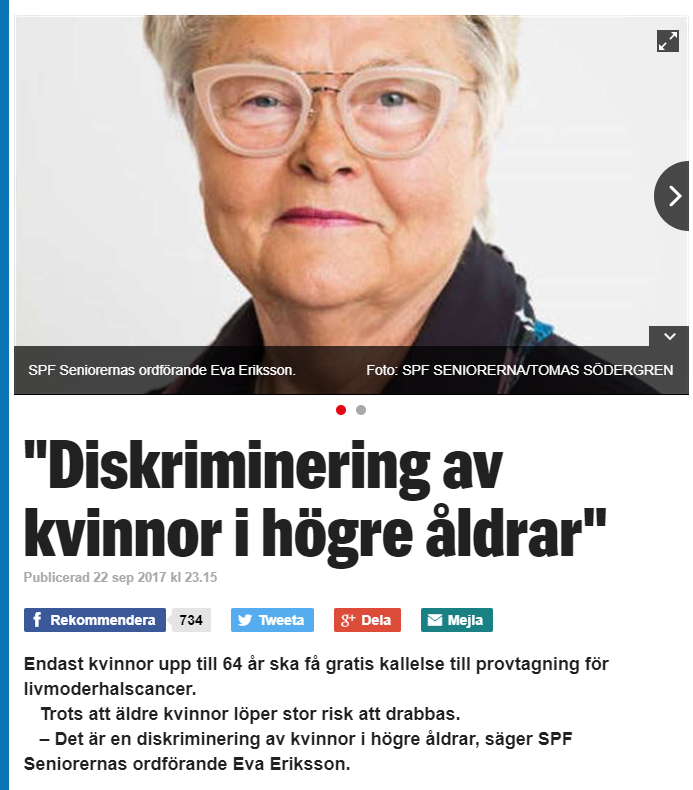 SPF Seniorernas ordförande Eva Eriksson. Foto: SPF SENIORERNA/TOMAS SÖDERGREN
"Diskriminering av
kvinnor i högre åldrar"
Publicerad 22 sep 2017 kl 23.15
f Rekommendera 734 Tweeta g+ Dela Mejla
Endast kvinnor upp till 64 år ska få gratis kallelse till provtagning för
livmoderhalscancer.
Trots att äldre kvinnor löper stor risk att drabbas.
– Det är en diskriminering av kvinnor i högre åldrar, säger SPF
Seniorernas ordförande Eva Eriksson.